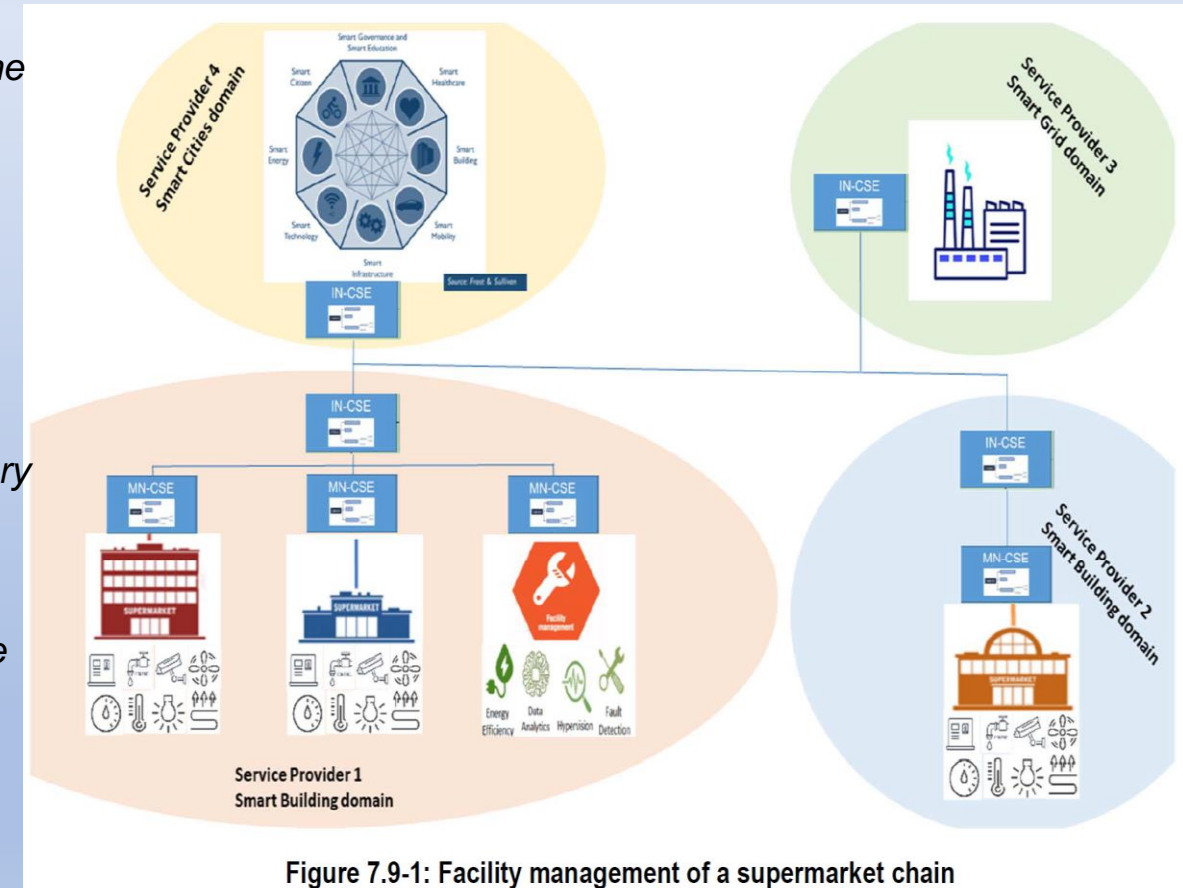 ne
ry
e
Service Provider 4
Smart Cities domain
Smart Governance and
Smart Education
Smart
Citizen
Smart
Healthcare
Smart
Energy
Smart
Building
Smart
Technology
Smart
Mobility
Smart
Infrastructure
Source: Frost & Sullivan
IN-CSE
Service Provider 3
Smart Grid domain
IN-CSE
IN-CSE
MN-CSE
MN-CSE
MN-CSE
SUPERMARKET
SUPERMARKET
Facility
management
Energy
Efficiency
Data
Analytics
Hypervision
Fault
Detection
Service Provider 1
Smart Building domain
IN-CSE
MN-CSE
Service Provider 2
Smart Building domain
SUPERMARKET
Figure 7.9-1: Facility management of a supermarket chain